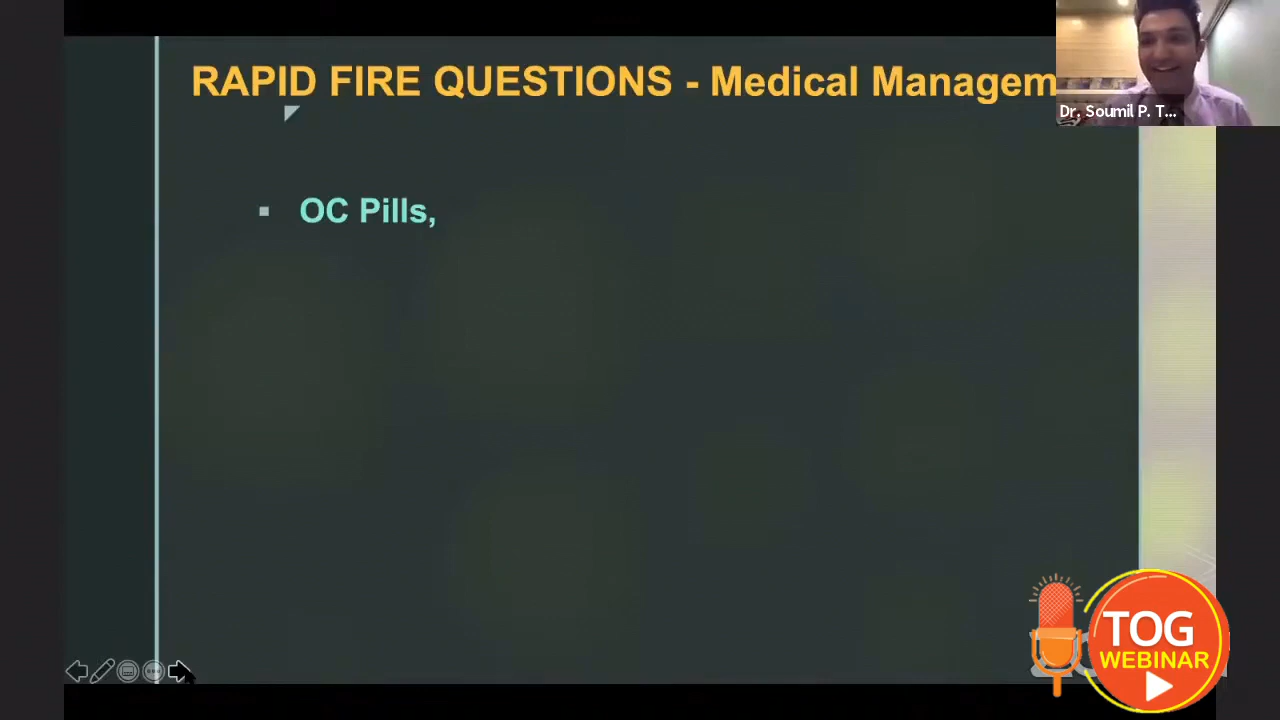 RAPID FIRE QUESTIONS - Medical Managem
Dr, Soumil P. T...
OC Pills,
TOG
WEBINAR